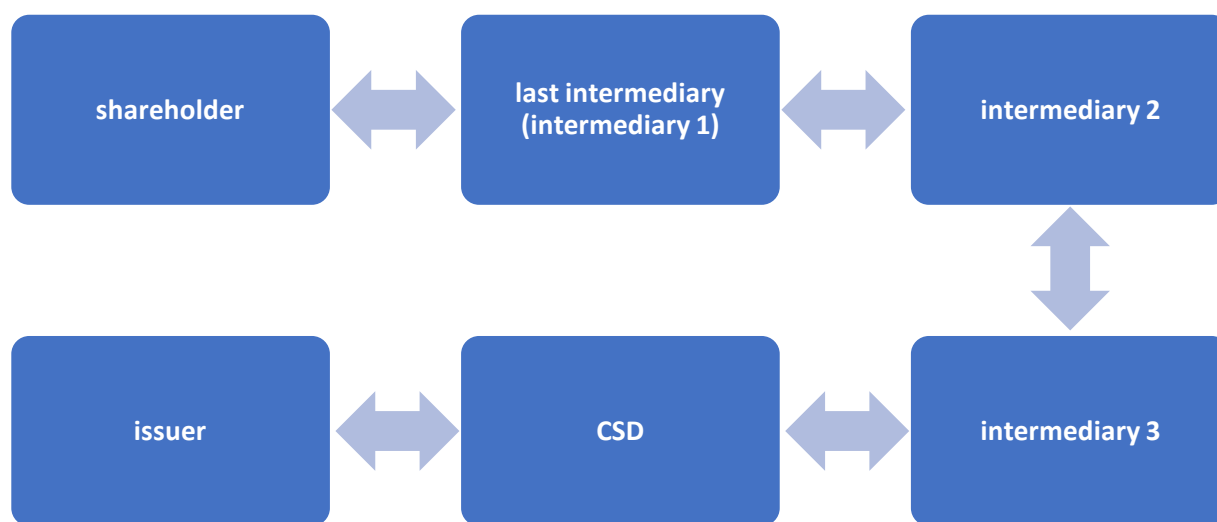 shareholder
last intermediary
(intermediary 1)
intermediary 2
issuer
CSD
intermediary 3